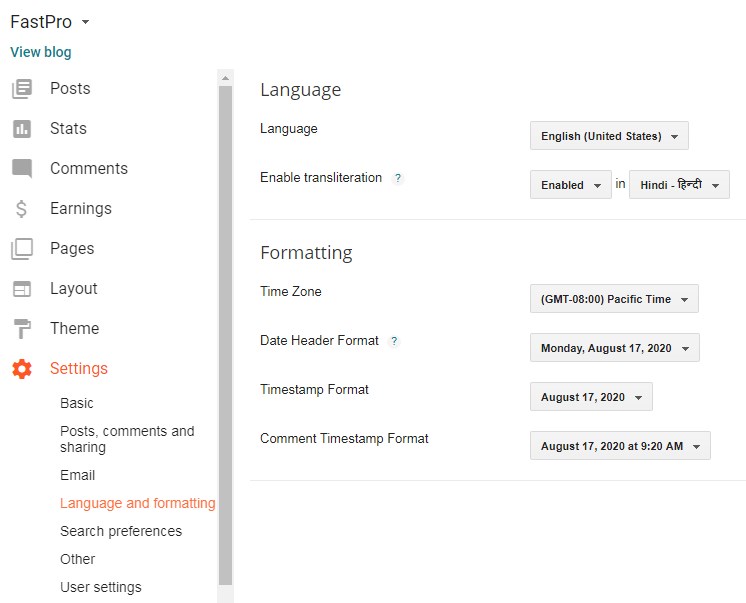 FastPro
View blog
Posts
Stats
Comments
Earnings
Pages
Layout
Theme
Settings
Basic
Posts, comments and
sharing
Email
Language and formatting
Search preferences
Other
User settings
Language
Language
English (United States)
Enable transliteration ?
Enabled in Hindi - हिन्दी
Formatting
Time Zone
(GMT-08:00) Pacific Time
Date Header Format ?
Monday, August 17, 2020
Timestamp Format
August 17, 2020
Comment Timestamp Format
August 17, 2020 at 9:20 AM